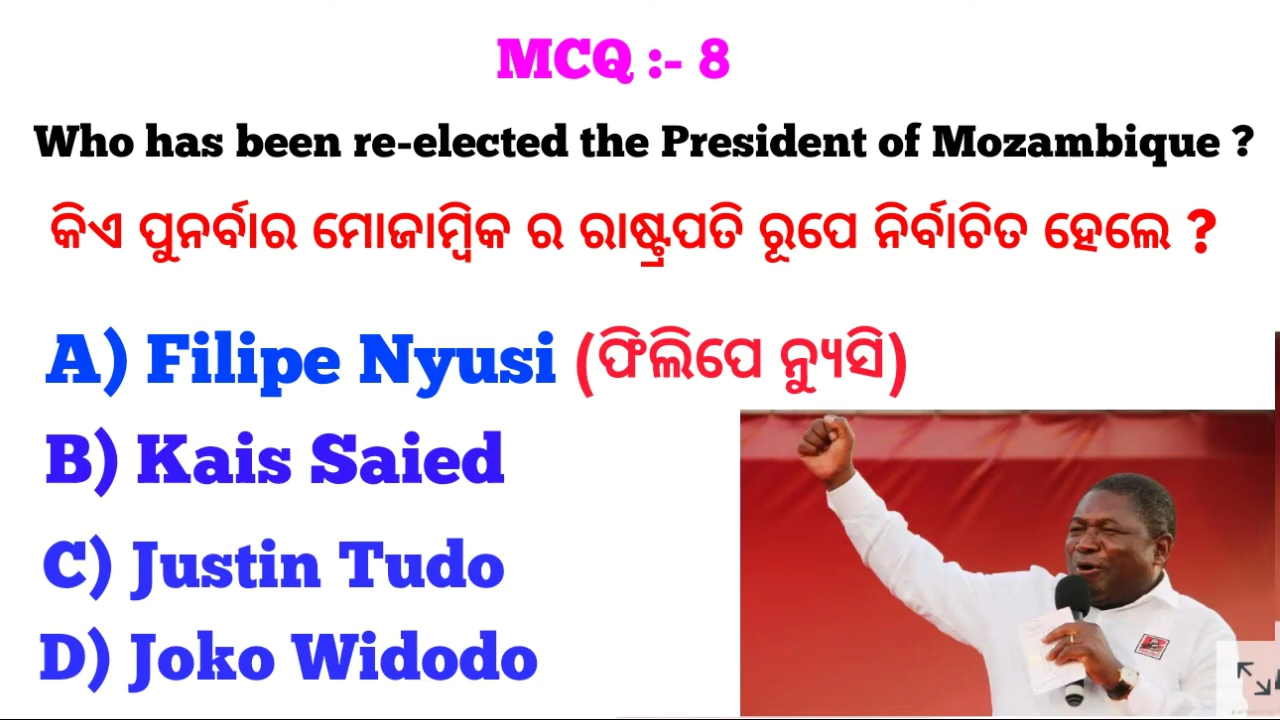 MCQ :- 8
Who has been re-elected the President of Mozambique ?
କିଏ ପୁନର୍ବାର ମୋଜାମ୍ବିକ ର ରାଷ୍ଟ୍ରପତି ରୂପେ ନିର୍ବାଚିତ ହେଲେ ?
A) Filipe Nyusi (ଫିଲିପେ ନ୍ୟୁସି)
B) Kais Saied
C) Justin Tudo
D) Joko Widodo